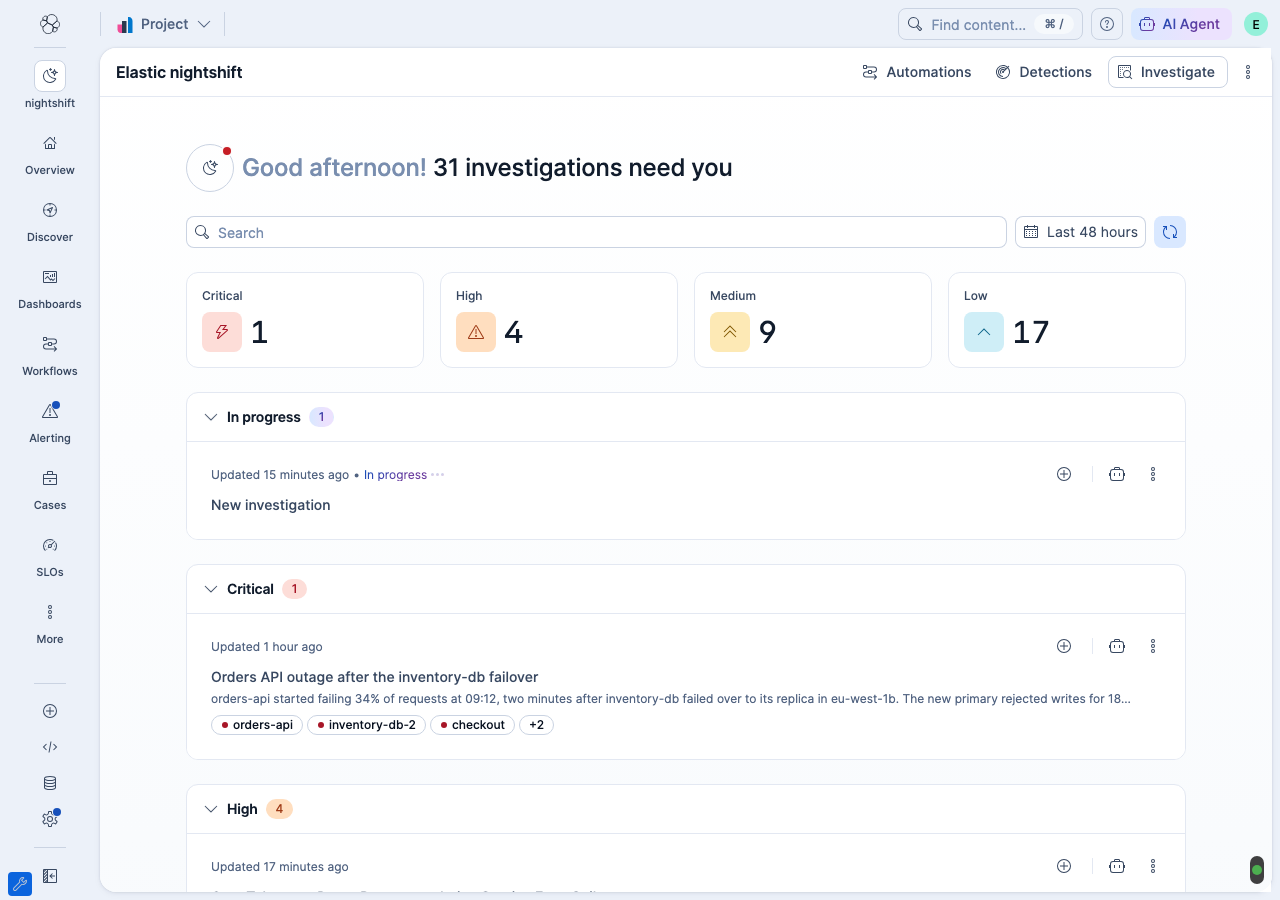 Project
Find content...
⌘ /
AI Agent
E
nightshift
Overview
Discover
Dashboards
Workflows
Alerting
Cases
SLOs
More
Elastic nightshift
Automations
Detections
Investigate
Good afternoon! 31 investigations need you
Search
Last 48 hours
Critical
1
High
4
Medium
9
Low
17
In progress 1
Updated 15 minutes ago • In progress
New investigation
Critical 1
Updated 1 hour ago
Orders API outage after the inventory-db failover
orders-api started failing 34% of requests at 09:12, two minutes after inventory-db failed over to its replica in eu-west-1b. The new primary rejected writes for 18...
orders-api inventory-db-2 checkout +2
High 4
Updated 17 minutes ago